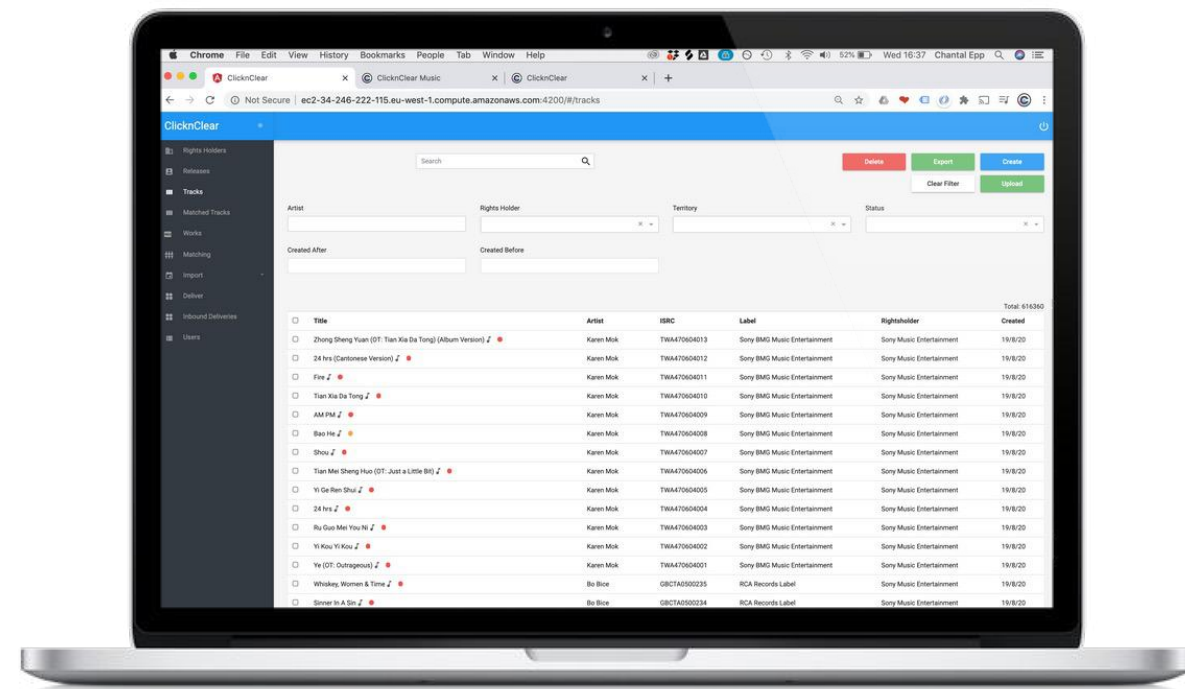 Chrome File Edit View History Bookmarks People Tab Window Help 52% Wed 16:37 Chantal Epp
ClicknClear × ClicknClear Music × ClicknClear × +
Not Secure ec2-34-246-222-115.eu-west-1.compute.amazonaws.com:4200/#/tracks
ClicknClear
Rights Holders
Releases
Tracks
Matched Tracks
Works
Matching
Import
Deliver
Inbound Deliveries
Users
Search Delete Export Create
Clear Filter Upload
Artist Rights Holder Territory Status
Created After Created Before
Total: 616360
Title Artist ISRC Label Rightsholder Created
Zhong Sheng Yuan (OT: Tian Xia Da Tong) (Album Version) Karen Mok TWA470604013 Sony BMG Music Entertainment Sony Music Entertainment 19/8/20
24 hrs (Cantonese Version) Karen Mok TWA470604012 Sony BMG Music Entertainment Sony Music Entertainment 19/8/20
Fire Karen Mok TWA470604011 Sony BMG Music Entertainment Sony Music Entertainment 19/8/20
Tian Xia Da Tong Karen Mok TWA470604010 Sony BMG Music Entertainment Sony Music Entertainment 19/8/20
AM PM Karen Mok TWA470604009 Sony BMG Music Entertainment Sony Music Entertainment 19/8/20
Bao He Karen Mok TWA470604008 Sony BMG Music Entertainment Sony Music Entertainment 19/8/20
Shou Karen Mok TWA470604007 Sony BMG Music Entertainment Sony Music Entertainment 19/8/20
Tian Mei Sheng Huo (OT: Just a Little Bit) Karen Mok TWA470604006 Sony BMG Music Entertainment Sony Music Entertainment 19/8/20
Yi Ge Ren Shui Karen Mok TWA470604005 Sony BMG Music Entertainment Sony Music Entertainment 19/8/20
24 hrs Karen Mok TWA470604004 Sony BMG Music Entertainment Sony Music Entertainment 19/8/20
Ru Guo Mei You Ni Karen Mok TWA470604003 Sony BMG Music Entertainment Sony Music Entertainment 19/8/20
Yi Kou Yi Kou Karen Mok TWA470604002 Sony BMG Music Entertainment Sony Music Entertainment 19/8/20
Ye (OT: Outrageous) Karen Mok TWA470604001 Sony BMG Music Entertainment Sony Music Entertainment 19/8/20
Whiskey, Women & Time Bo Bice GBCTA0500235 RCA Records Label Sony Music Entertainment 19/8/20
Sinner In A Sin Bo Bice GBCTA0500234 RCA Records Label Sony Music Entertainment 19/8/20